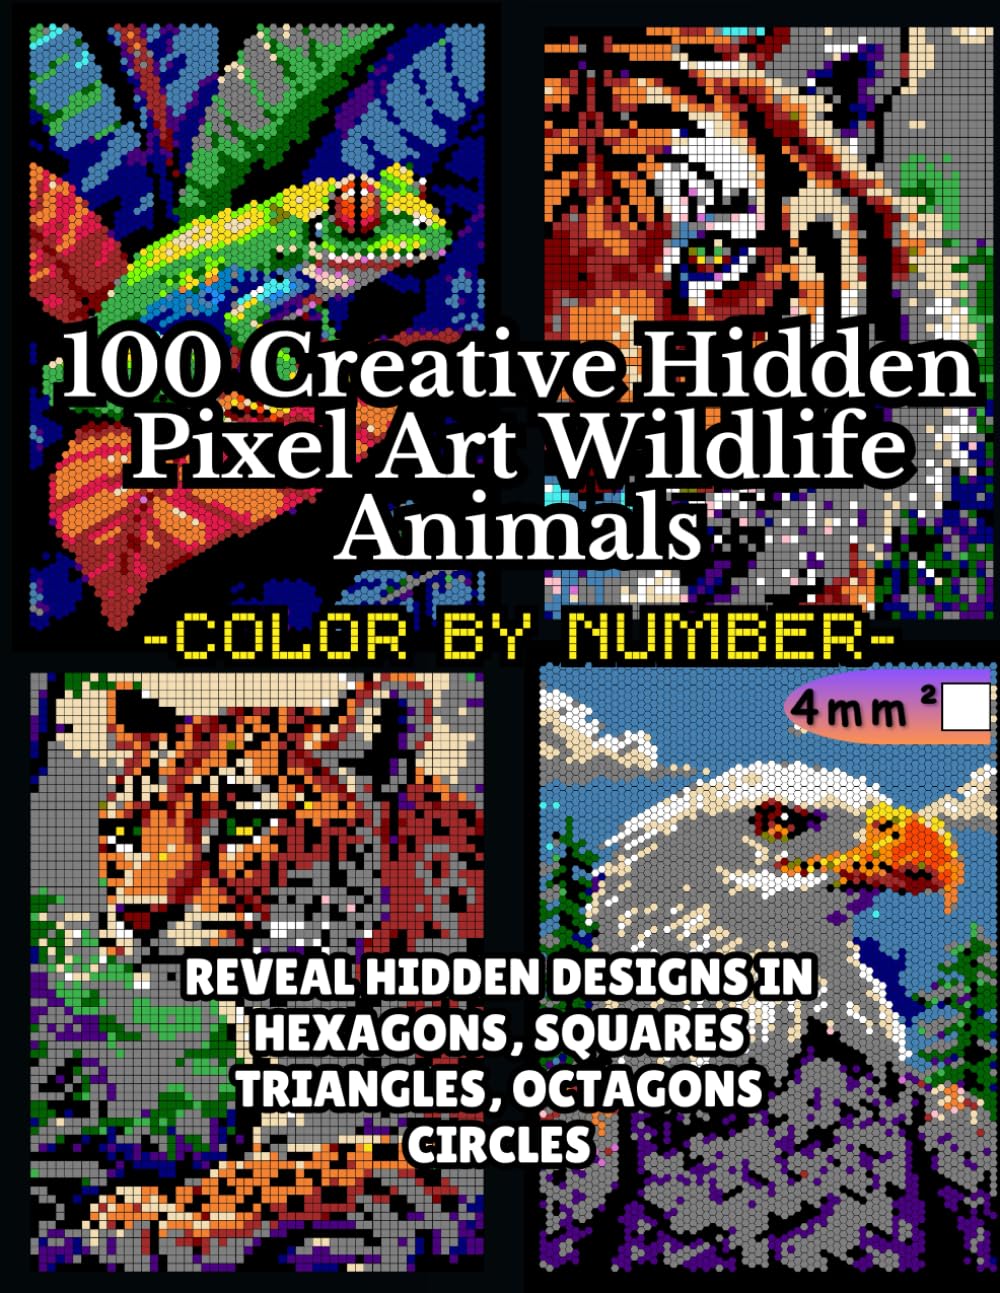 100 Creative Hidden
Pixel Art Wildlife
Animals
-COLOR BY NUMBER-
4mm²
REVEAL HIDDEN DESIGNS IN
HEXAGONS, SQUARES
TRIANGLES, OCTAGONS
CIRCLES